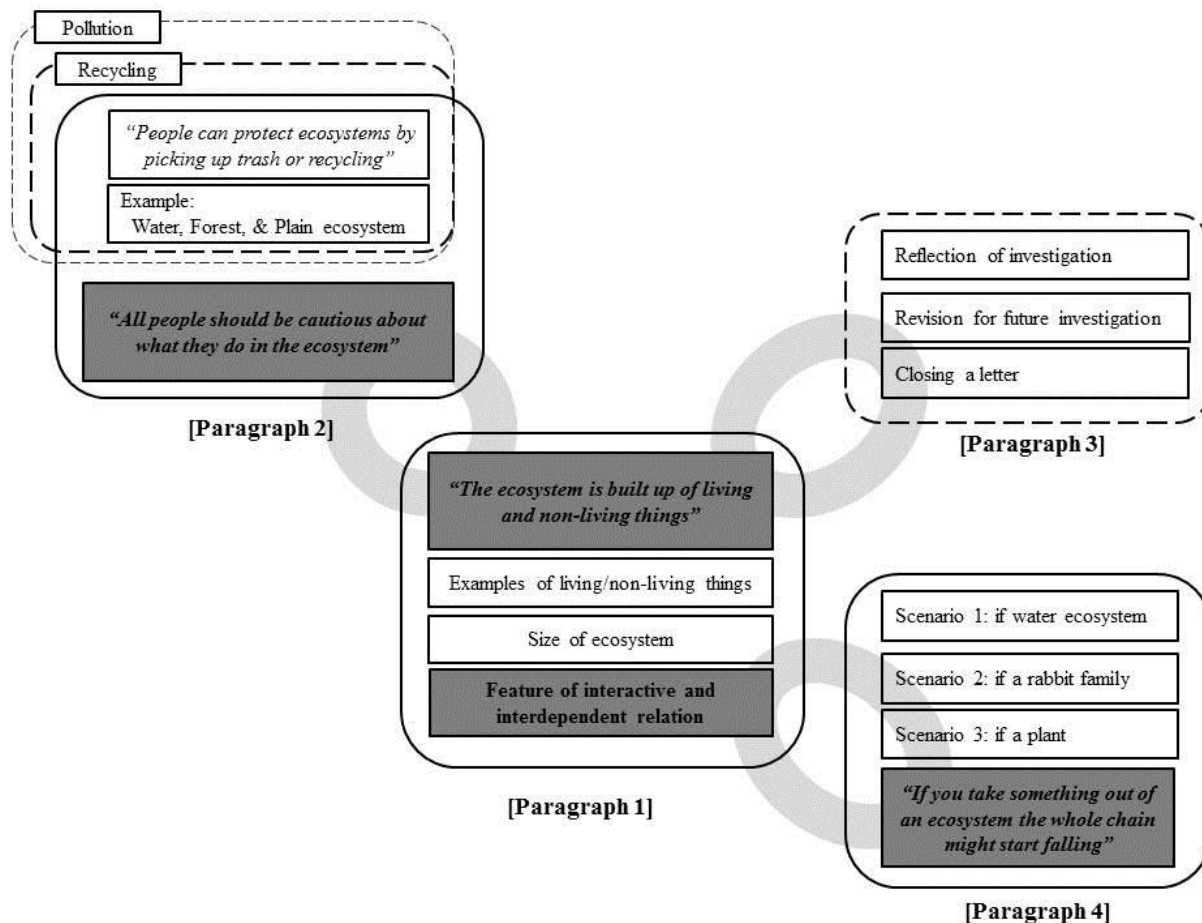 Pollution
Recycling
“People can protect ecosystems by
picking up trash or recycling”
Example:
Water, Forest, & Plain ecosystem
“All people should be cautious about
what they do in the ecosystem”
[Paragraph 2]
Reflection of investigation
Revision for future investigation
Closing a letter
[Paragraph 3]
“The ecosystem is built up of living
and non-living things”
Examples of living/non-living things
Size of ecosystem
Feature of interactive and
interdependent relation
[Paragraph 1]
Scenario 1: if water ecosystem
Scenario 2: if a rabbit family
Scenario 3: if a plant
“If you take something out of
an ecosystem the whole chain
might start falling”
[Paragraph 4]